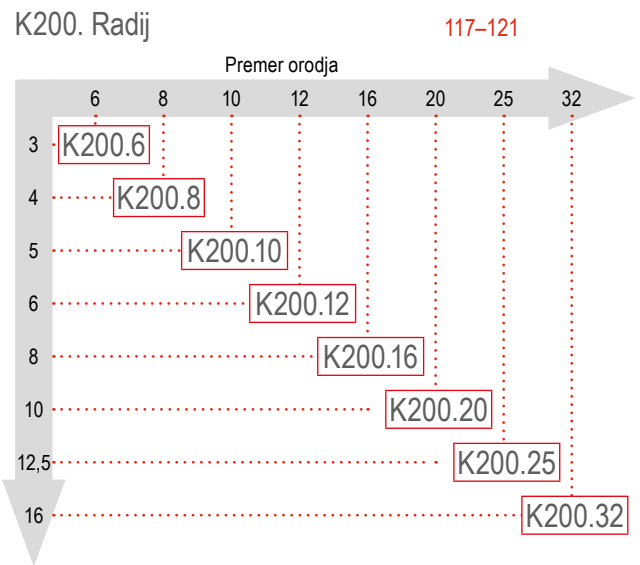 K200. Radij 117–121
Premer orodja
6 8 10 12 16 20 25 32
3 K200.6
4 K200.8
5 K200.10
6 K200.12
8 K200.16
10 K200.20
12,5 K200.25
16 K200.32